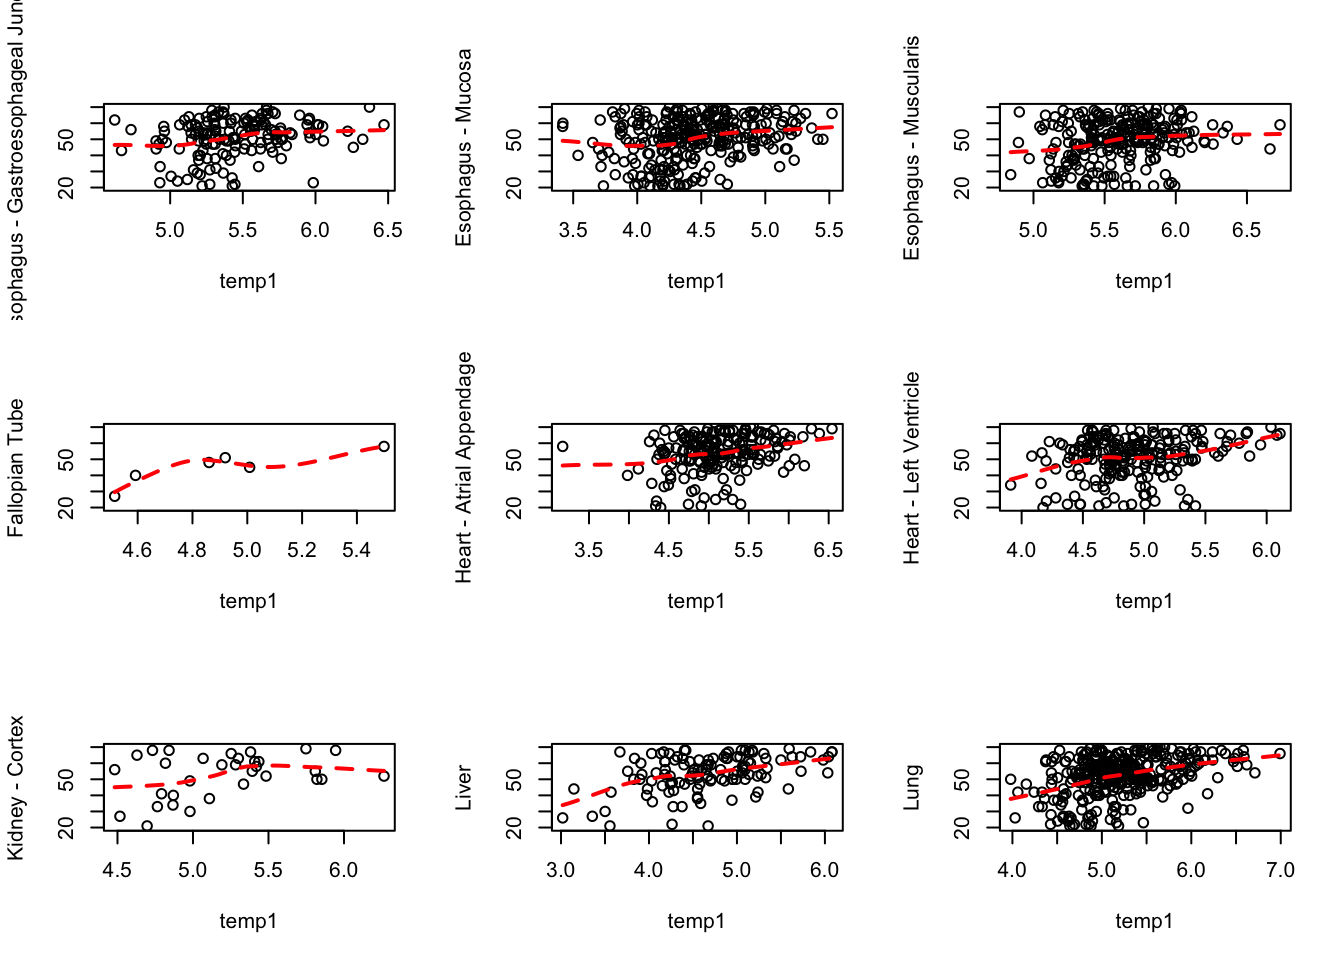 sophagus - Gastroesophageal Junc
20 50
5.0 5.5 6.0 6.5
temp1
Esophagus - Mucosa
20 50
3.5 4.0 4.5 5.0 5.5
temp1
Esophagus - Muscularis
20 50
5.0 5.5 6.0 6.5
temp1
Fallopian Tube
20 50
4.6 4.8 5.0 5.2 5.4
temp1
Heart - Atrial Appendage
20 50
3.5 4.5 5.5 6.5
temp1
Heart - Left Ventricle
20 50
4.0 4.5 5.0 5.5 6.0
temp1
Kidney - Cortex
20 50
4.5 5.0 5.5 6.0
temp1
Liver
20 50
3.0 4.0 5.0 6.0
temp1
Lung
20 50
4.0 5.0 6.0 7.0
temp1